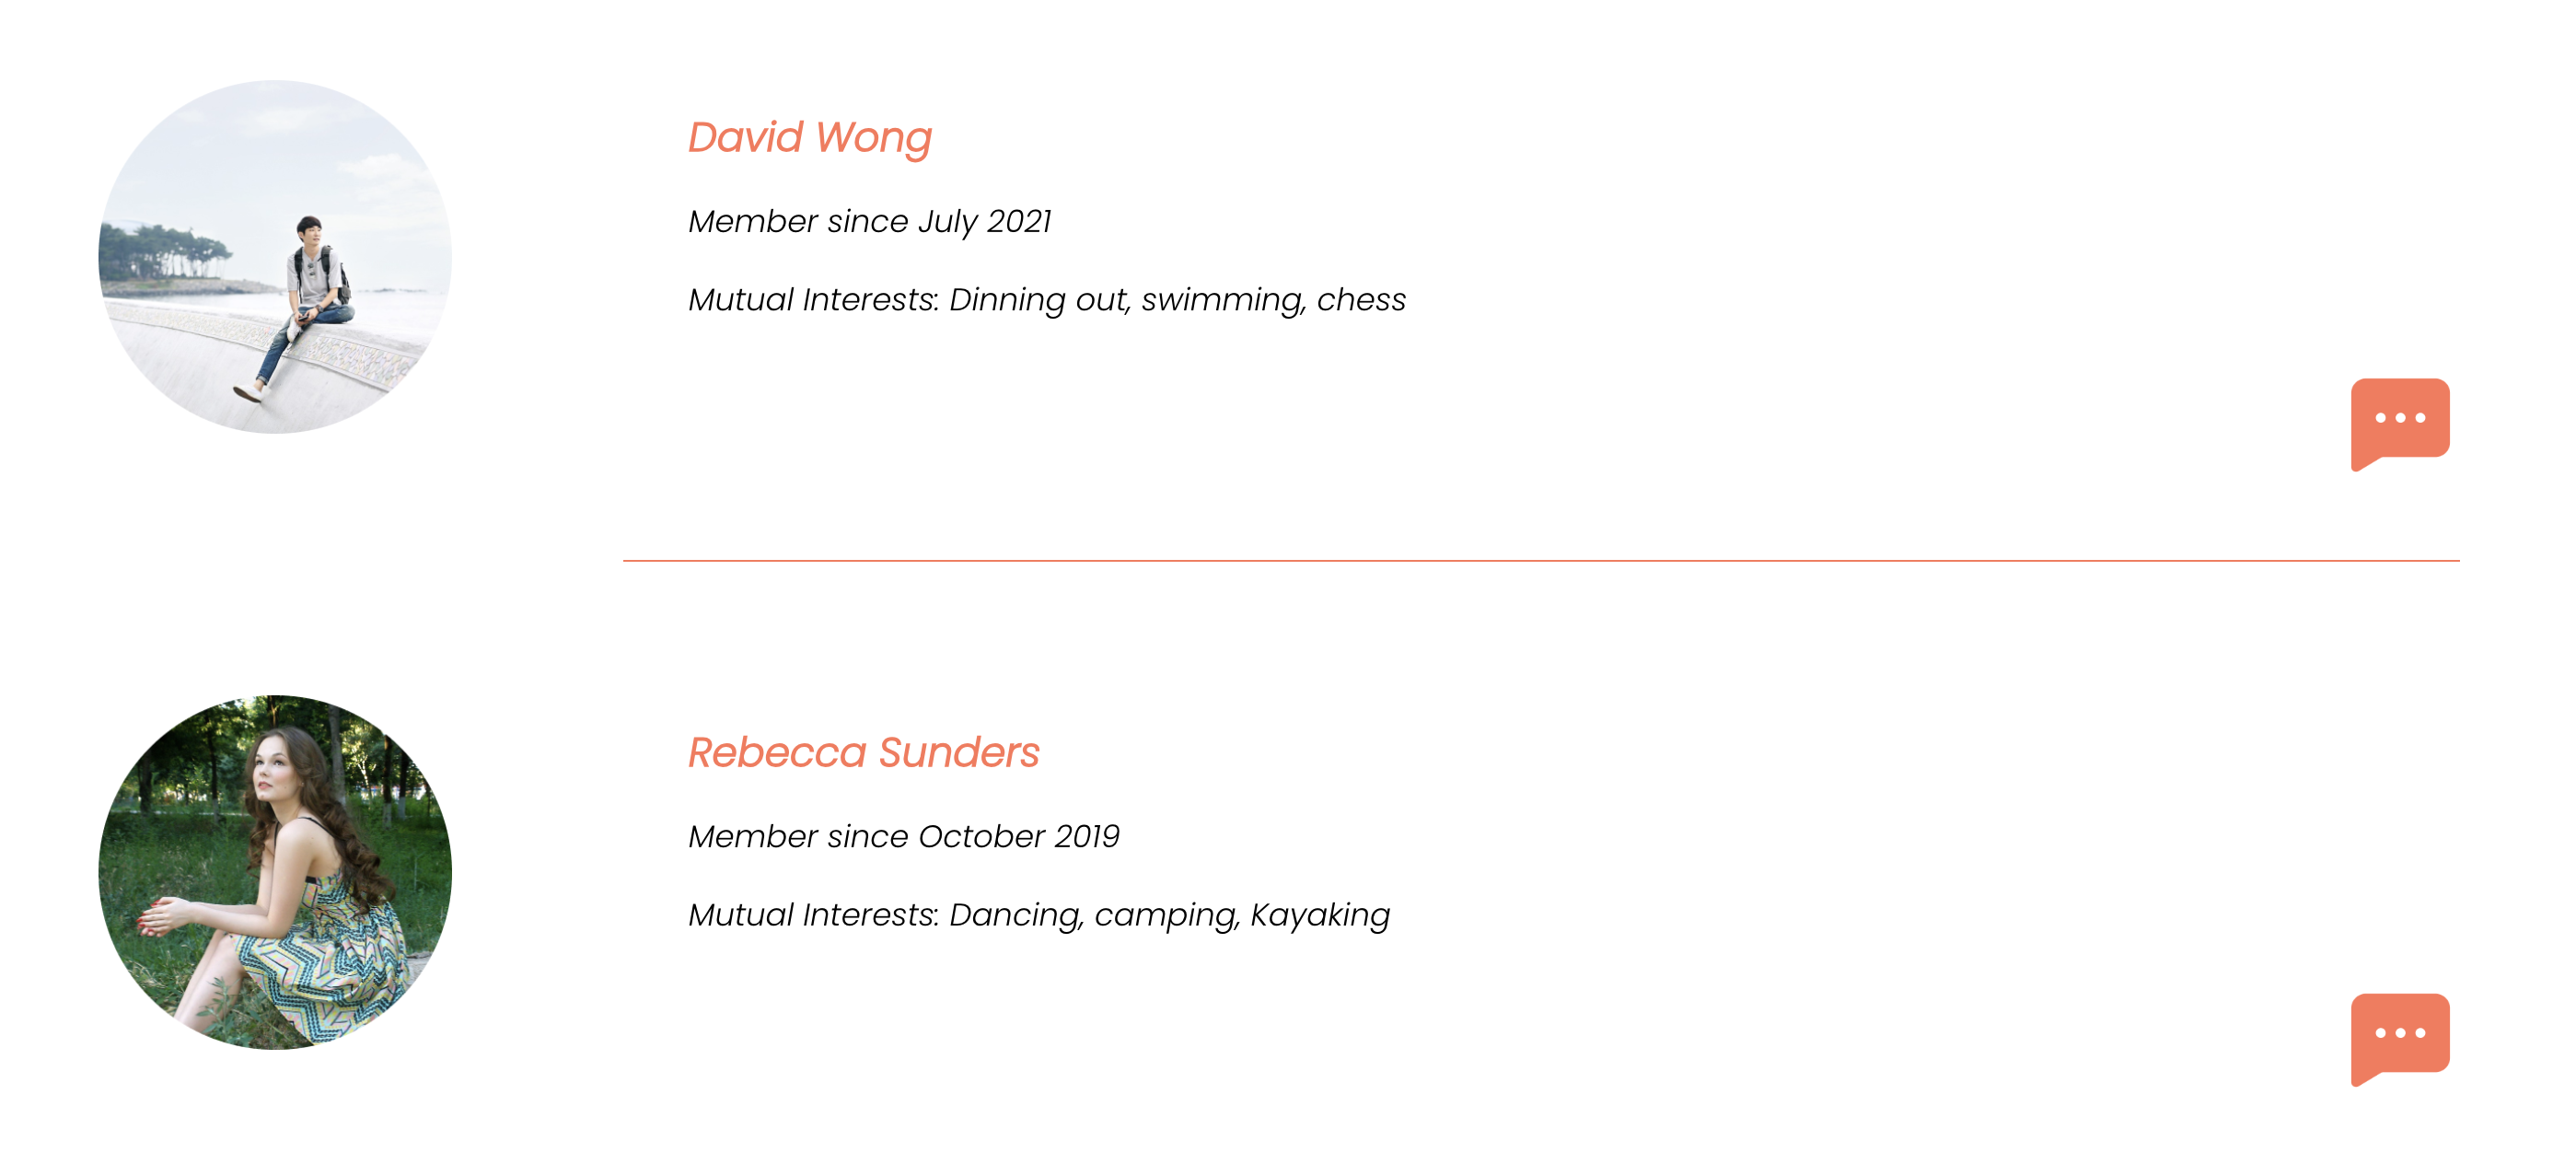 David Wong
Member since July 2021
Mutual Interests: Dinning out, swimming, chess
Rebecca Sunders
Member since October 2019
Mutual Interests: Dancing, camping, Kayaking